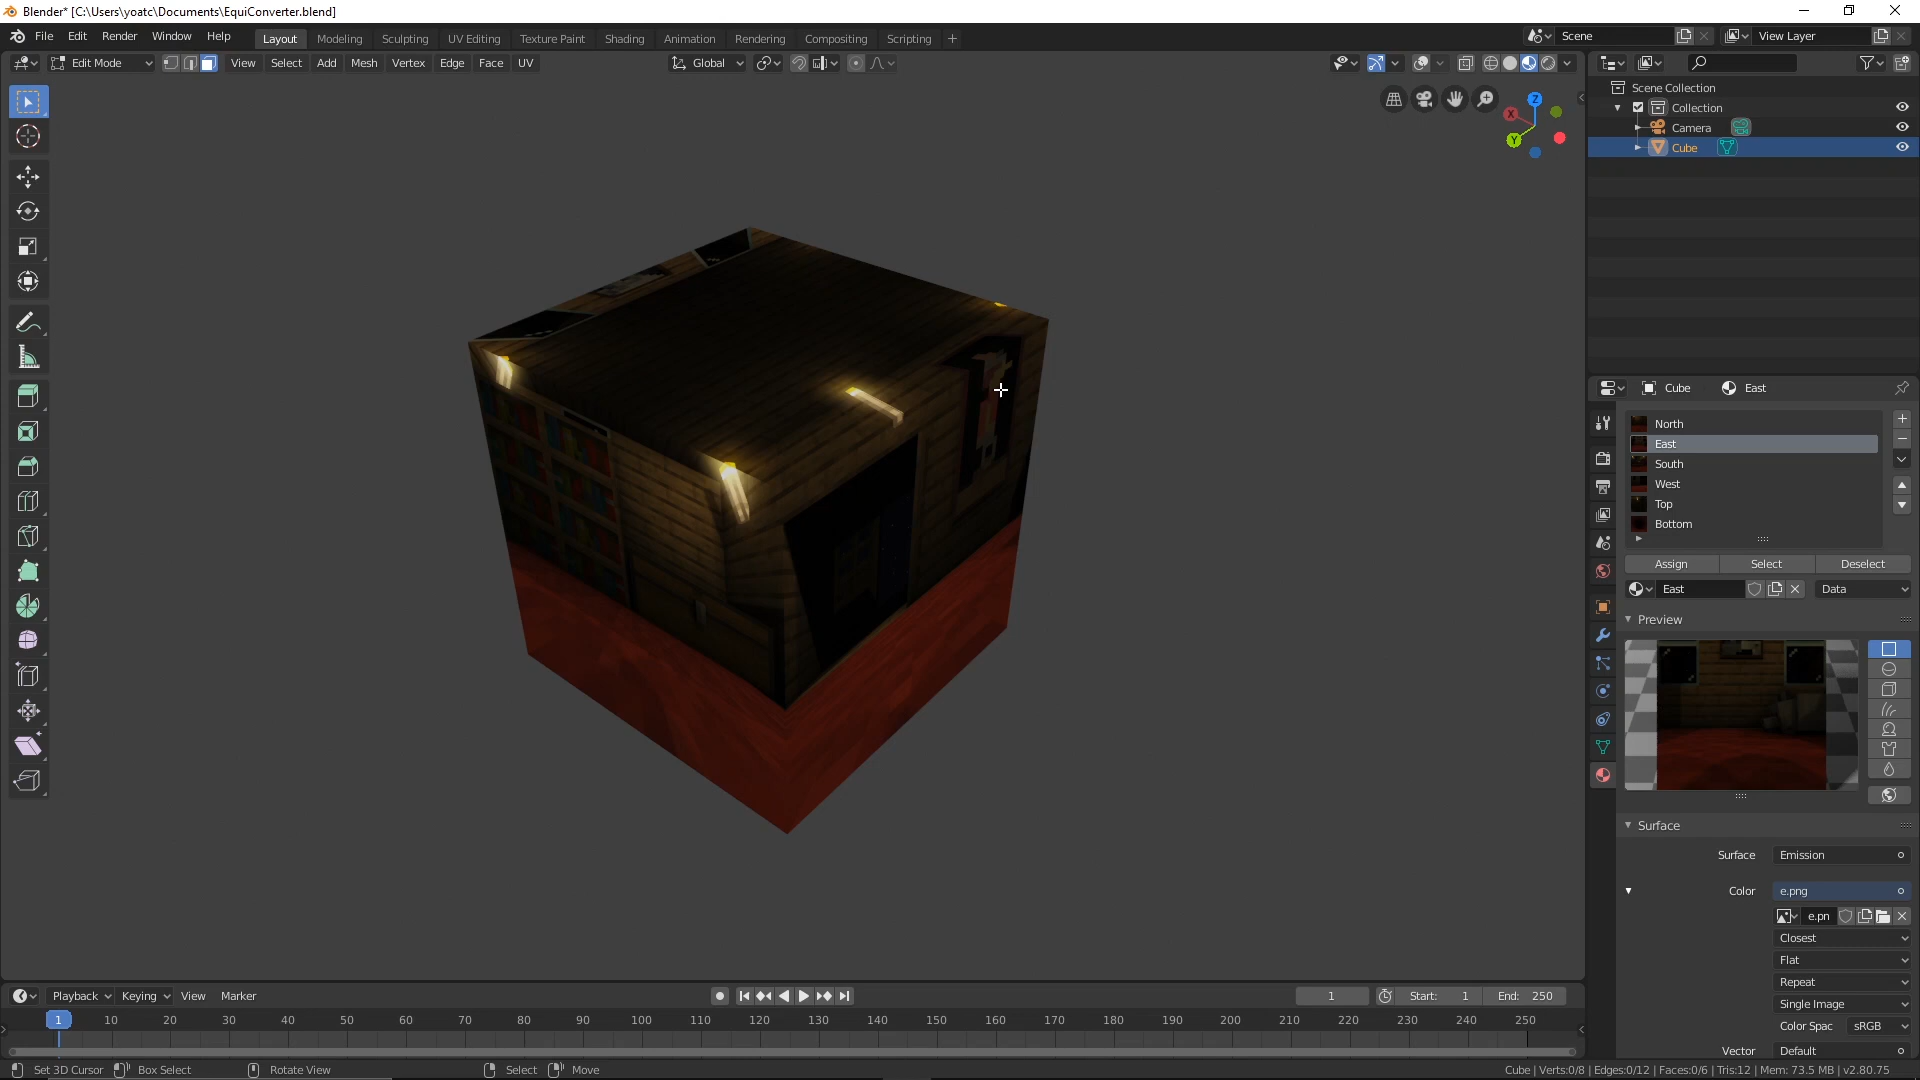 Blender* [C:\Users\yoatc\Documents\EquiConverter.blend]
File Edit Render Window Help
Layout Modeling Sculpting UV Editing Texture Paint Shading Animation Rendering Compositing Scripting +
Scene
View Layer
Edit Mode
View Select Add Mesh Vertex Edge Face UV
Global
Scene Collection
Collection
Camera
Cube
Z
X
Y
Cube East
North
East
South
West
Top
Bottom
Assign Select Deselect
East
Data
Preview
Surface
Surface Emission
Color e.png
e.pn
Closest
Flat
Repeat
Single Image
Color Spac sRGB
Vector Default
Playback Keying View Marker
1
Start: 1
End: 250
1 10 20 30 40 50 60 70 80 90 100 110 120 130 140 150 160 170 180 190 200 210 220 230 240 250
Set 3D Cursor Box Select Rotate View Select Move
Cube | Verts:0/8 | Edges:0/12 | Faces:0/6 | Tris:12 | Mem: 73.5 MB | v2.80.75